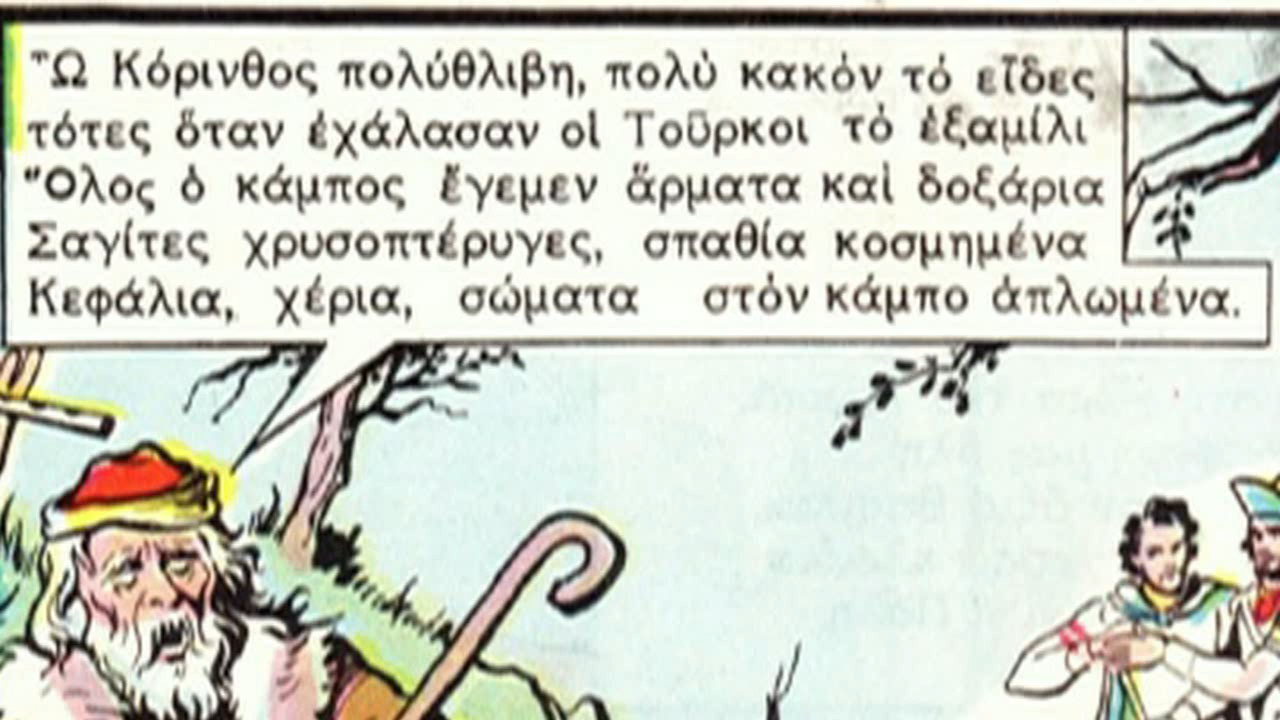 Ὦ Κόρινθος πολύθλιβη, πολὺ κακὸν τό εἶδες
τότες ὅταν ἐχάλασαν οἱ Τοῦρκοι τὸ ἑξαμίλι
Ὅλος ὁ κάμπος ἔγεμεν ἅρματα καὶ δοξάρια
Σαγίτες χρυσοπτέρυγες, σπαθία κοσμημένα
Κεφάλια, χέρια, σώματα στὸν κάμπο ἁπλωμένα.